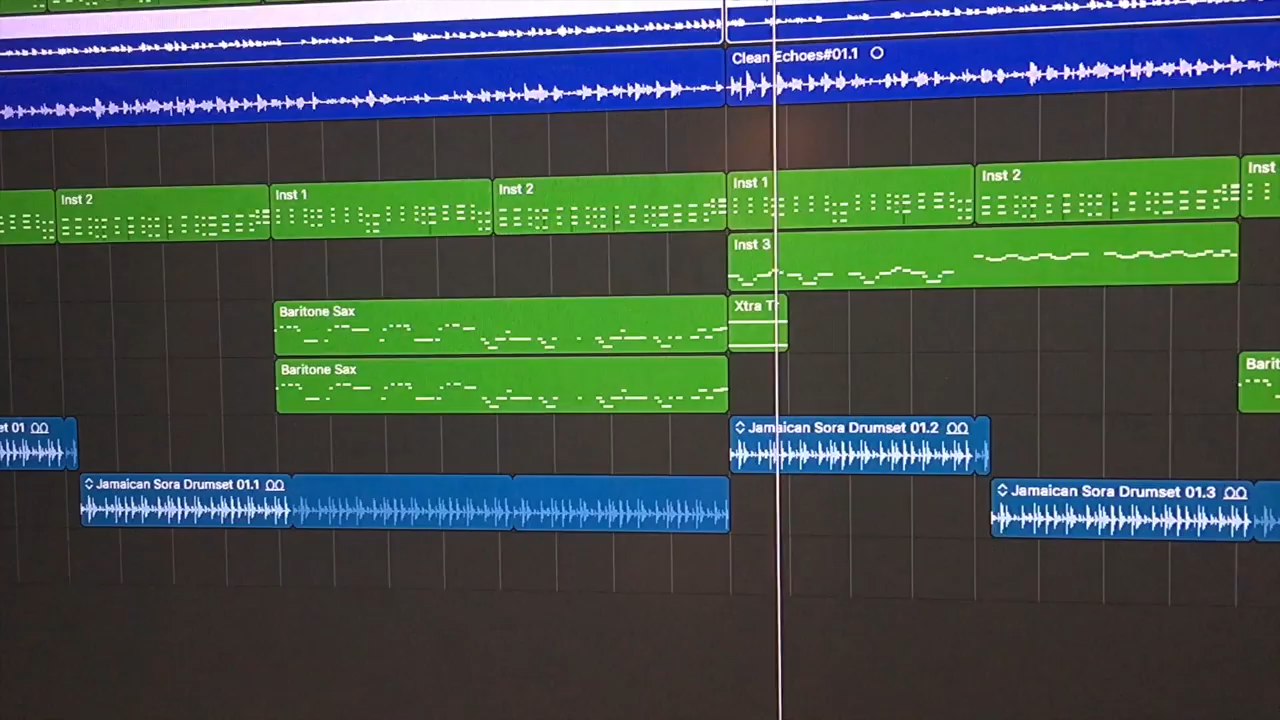 Clean Echoes#01.1
Inst 2
Inst 1
Inst 2
Inst 1
Inst 2
Inst
Inst 3
Baritone Sax
Xtra T
Baritone Sax
Barit
et 01
Jamaican Sora Drumset 01.2
Jamaican Sora Drumset 01.1
Jamaican Sora Drumset 01.3